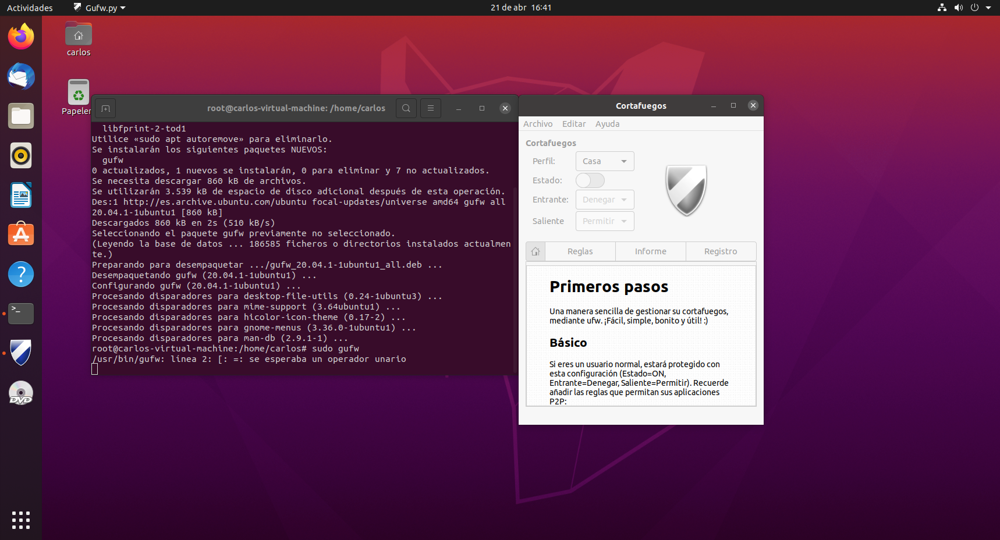 Actividades
Gufw.py
21 de abr 16:41
carlos
Papeler
root@carlos-virtual-machine: /home/carlos
libfprint-2-tod1
Utilice «sudo apt autoremove» para eliminarlo.
Se instalarán los siguientes paquetes NUEVOS:
gufw
0 actualizados, 1 nuevos se instalarán, 0 para eliminar y 7 no actualizados.
Se necesita descargar 860 kB de archivos.
Se utilizarán 3.539 kB de espacio de disco adicional después de esta operación.
Des:1 http://es.archive.ubuntu.com/ubuntu focal-updates/universe amd64 gufw all
20.04.1-1ubuntu1 [860 kB]
Descargados 860 kB en 2s (510 kB/s)
Seleccionando el paquete gufw previamente no seleccionado.
(Leyendo la base de datos ... 186585 ficheros o directorios instalados actualmen
te.)
Preparando para desempaquetar .../gufw_20.04.1-1ubuntu1_all.deb ...
Desempaquetando gufw (20.04.1-1ubuntu1) ...
Configurando gufw (20.04.1-1ubuntu1) ...
Procesando disparadores para desktop-file-utils (0.24-1ubuntu3) ...
Procesando disparadores para mime-support (3.64ubuntu1) ...
Procesando disparadores para hicolor-icon-theme (0.17-2) ...
Procesando disparadores para gnome-menus (3.36.0-1ubuntu1) ...
Procesando disparadores para man-db (2.9.1-1) ...
root@carlos-virtual-machine:/home/carlos# sudo gufw
/usr/bin/gufw: línea 2: [: =: se esperaba un operador unario
Cortafuegos
Archivo Editar Ayuda
Cortafuegos
Perfil: Casa
Estado:
Entrante: Denegar
Saliente Permitir
Reglas Informe Registro
Primeros pasos
Una manera sencilla de gestionar su cortafuegos,
mediante ufw. ¡Fácil, simple, bonito y útil! :)
Básico
Si eres un usuario normal, estará protegido con
esta configuración (Estado=ON,
Entrante=Denegar, Saliente=Permitir). Recuerde
añadir las reglas que permitan sus aplicaciones
P2P:
>_
?
DVD